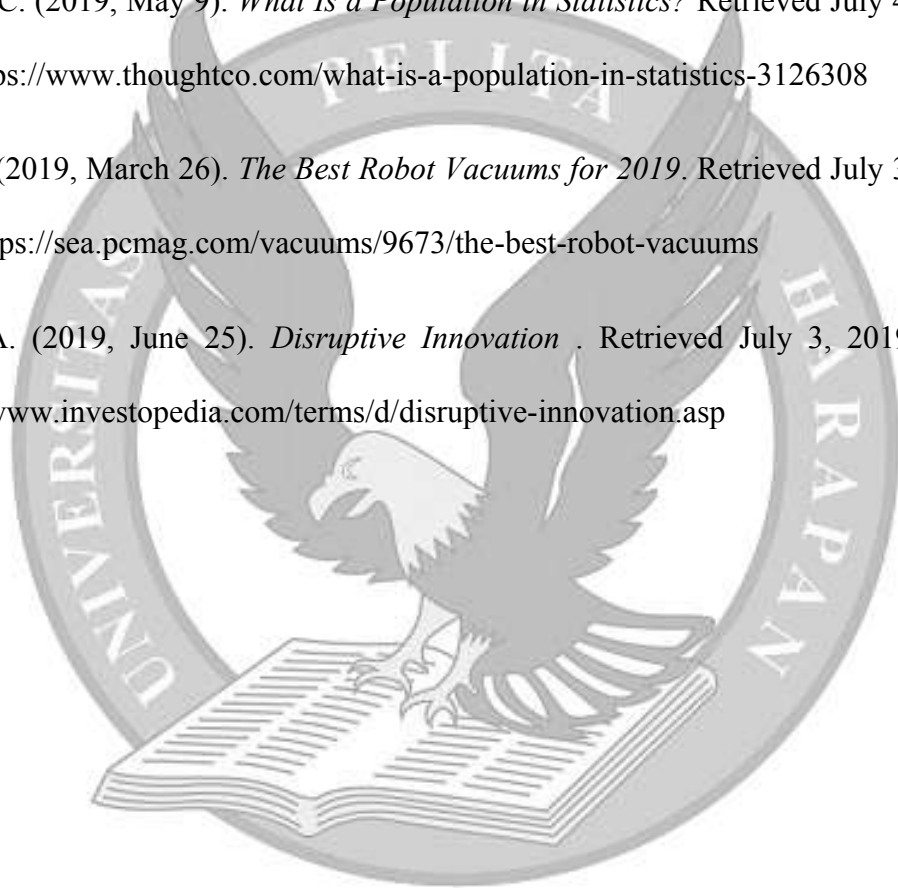 C. (2019, May 9). What Is a Population in Statistics? Retrieved July 4
ps://www.thoughtco.com/what-is-a-population-in-statistics-3126308
(2019, March 26). The Best Robot Vacuums for 2019. Retrieved July 3
ps://sea.pcmag.com/vacuums/9673/the-best-robot-vacuums
A. (2019, June 25). Disruptive Innovation . Retrieved July 3, 2019
www.investopedia.com/terms/d/disruptive-innovation.asp
UNIVERSITAS PELITA HARAPAN